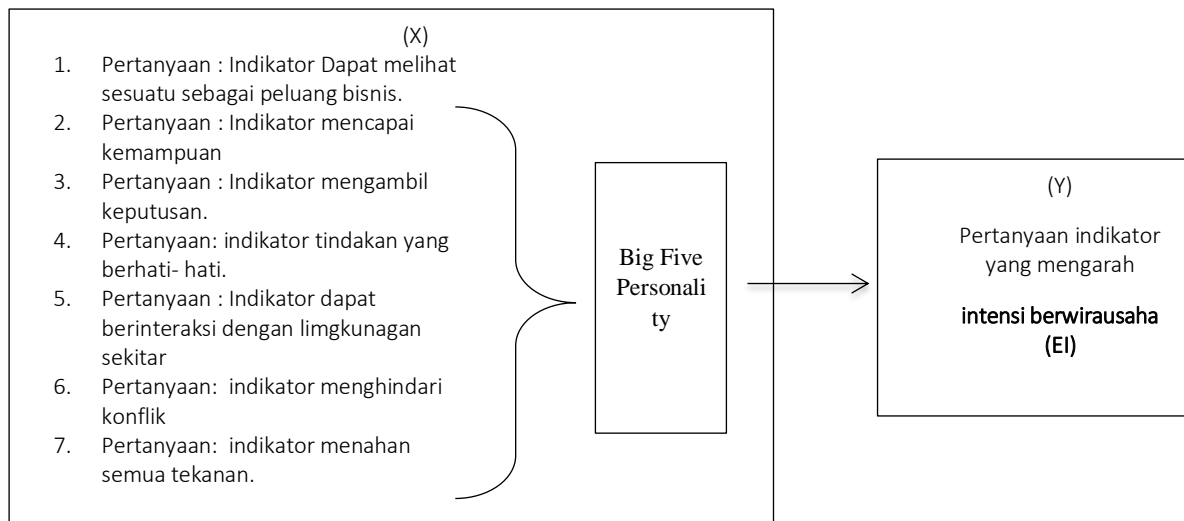 (X)
1. Pertanyaan : Indikator Dapat melihat
sesuatu sebagai peluang bisnis.
2. Pertanyaan : Indikator mencapai
kemampuan
3. Pertanyaan : Indikator mengambil
keputusan.
4. Pertanyaan: indikator tindakan yang
berhati- hati.
5. Pertanyaan : Indikator dapat
berinteraksi dengan limgkunagan
sekitar
6. Pertanyaan: indikator menghindari
konflik
7. Pertanyaan: indikator menahan
semua tekanan.
Big Five
Personali
ty
(Y)
Pertanyaan indikator
yang mengarah
intensi berwirausaha
(EI)